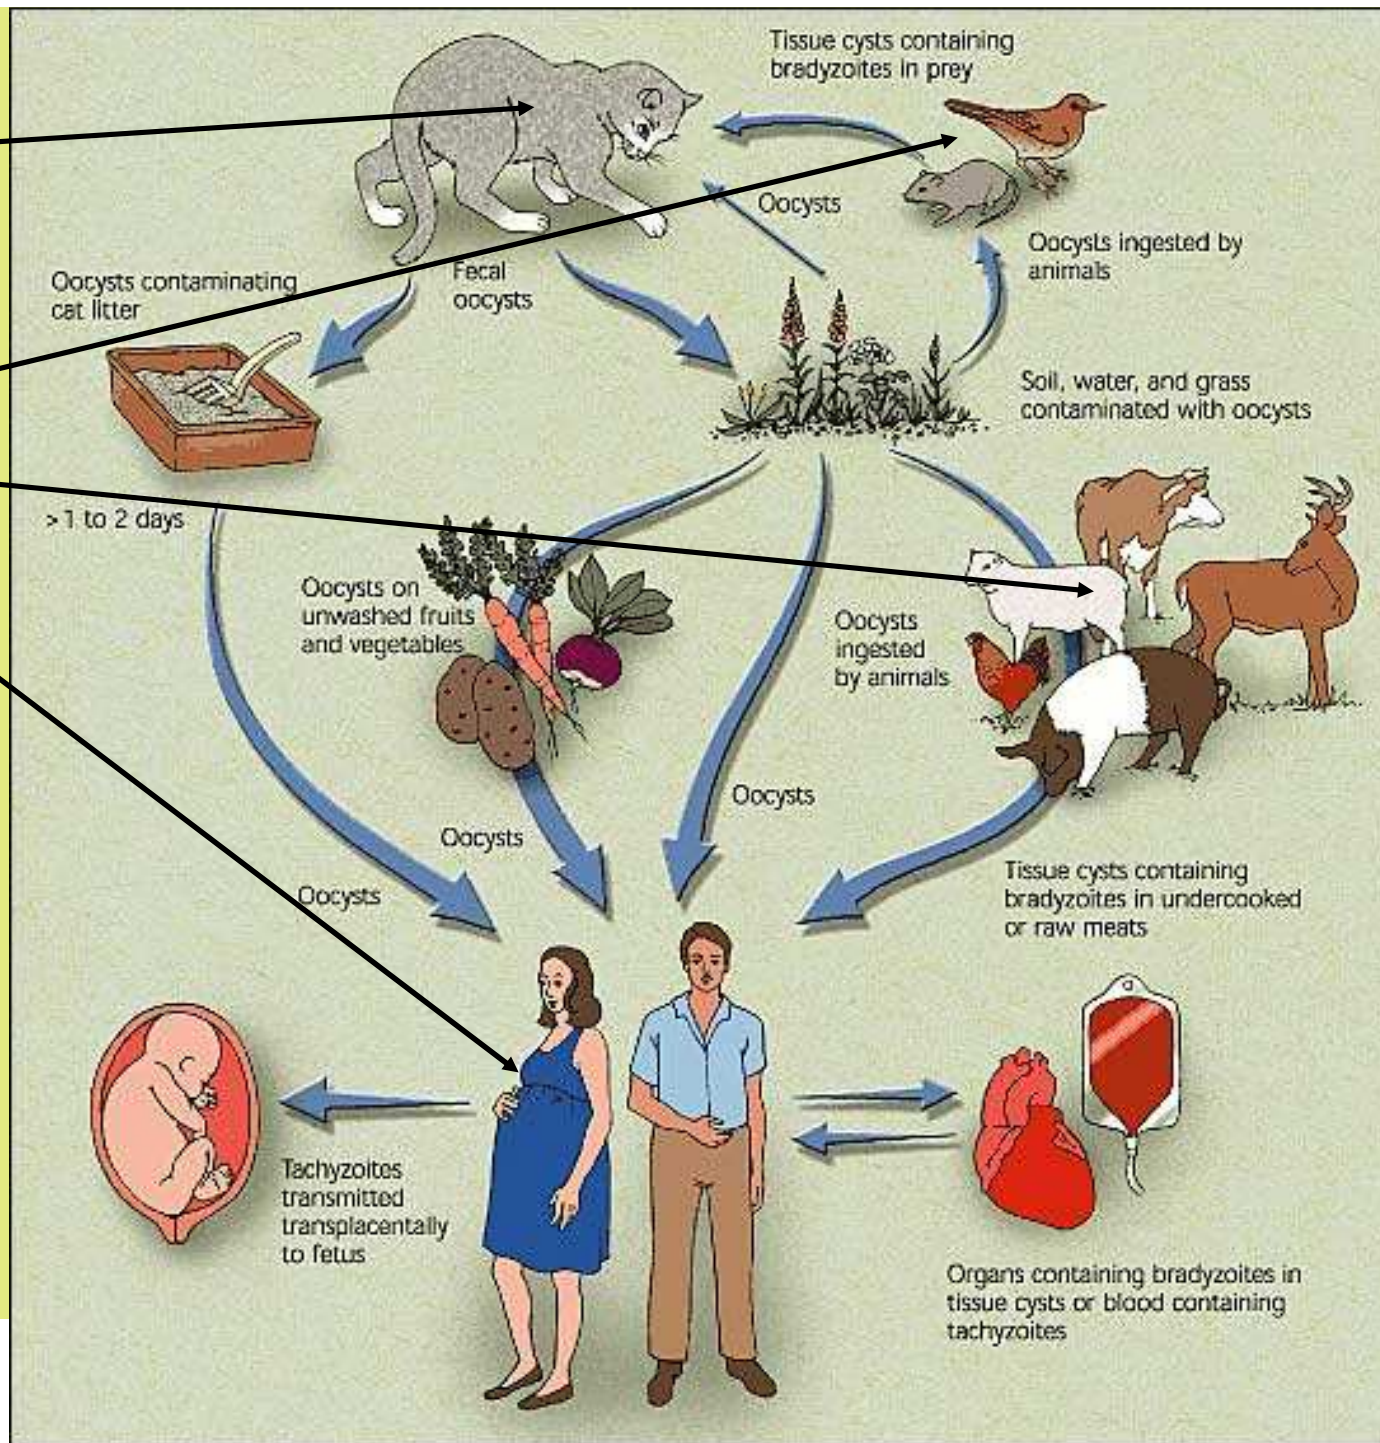 Tissue cysts containing
bradyzoites in prey
Oocysts
Oocysts ingested by
animals
Fecal
oocysts
Oocysts contaminating
cat litter
Soil, water, and grass
contaminated with oocysts
>1 to 2 days
Oocysts on
unwashed fruits
and vegetables
Oocysts
ingested
by animals
Oocysts
Oocysts
Oocysts
Tissue cysts containing
bradyzoites in undercooked
or raw meats
Tachyzoites
transmitted
transplacentally
to fetus
Organs containing bradyzoites in
tissue cysts or blood containing
tachyzoites